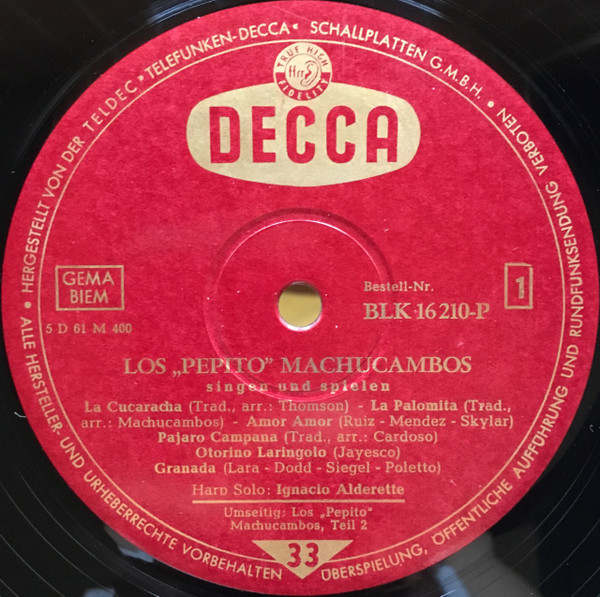 • HERGESTELLT VON DER TELDEC • „TELEFUNKEN-DECCA“ SCHALLPLATTEN G.M.B.H. •
TRUE HIGH
ffrr
FIDELITY
DECCA
GEMA
BIEM
5 D 61 M 400
Bestell-Nr.
BLK 16 210-P
1
LOS „PEPITO” MACHUCAMBOS
singen und spielen
La Cucaracha (Trad., arr.: Thomson) - La Palomita (Trad.,
arr.: Machucambos) - Amor Amor (Ruiz - Mendez - Skylar)
Pajaro Campana (Trad., arr.: Cardoso)
Otorino Laringolo (Jayesco)
Granada (Lara - Dodd - Siegel - Poletto)
Harp Solo: Ignacio Alderette
Umseitig: Los „Pepito”
Machucambos, Teil 2
33
• ALLE HERSTELLER- UND URHEBERRECHTE VORBEHALTEN
ÜBERSPIELUNG, ÖFFENTLICHE AUFFÜHRUNG UND RUNDFUNKSENDUNG VERBOTEN •